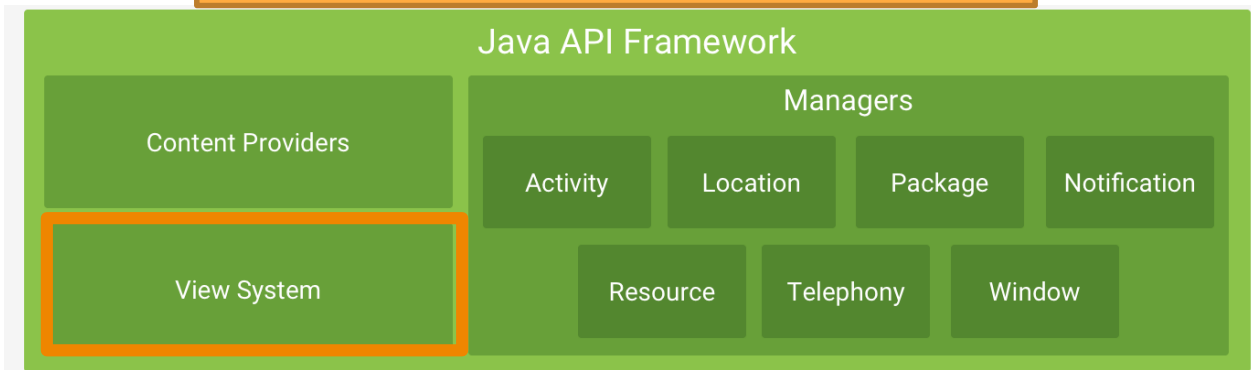 Java API Framework
Content Providers
View System
Managers
Activity
Location
Package
Notification
Resource
Telephony
Window